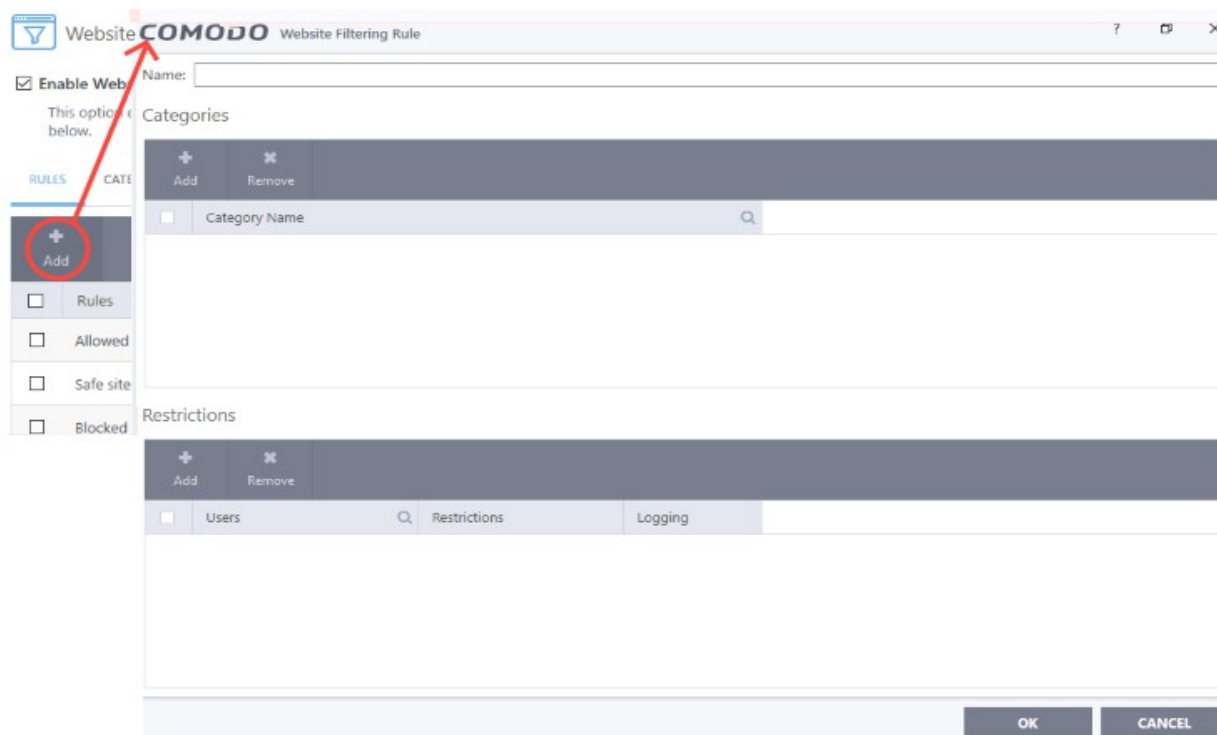 Website COMODO Website Filtering Rule ?
Enable Web
This option
below.
RULES CATE
Add
Rules
Allowed
Safe site
Blocked
Name:
Categories
Add Remove
Category Name
Restrictions
Add Remove
Users Restrictions Logging
OK CANCEL